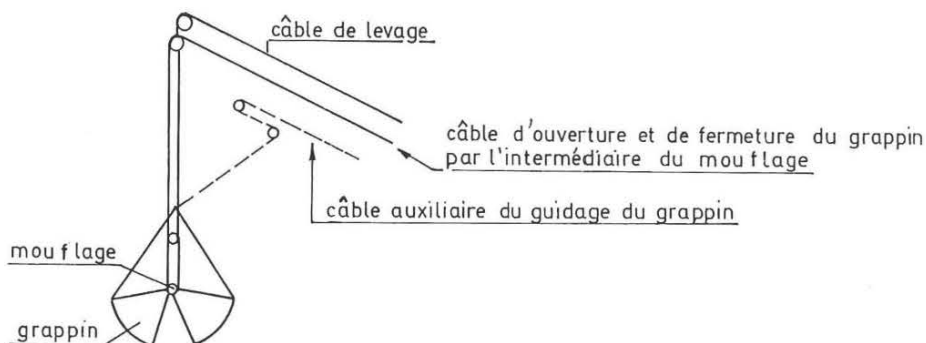 câble de levage
câble d'ouverture et de fermeture du grappin
par l'intermédiaire du mouflage
câble auxiliaire du guidage du grappin
mouflage
grappin